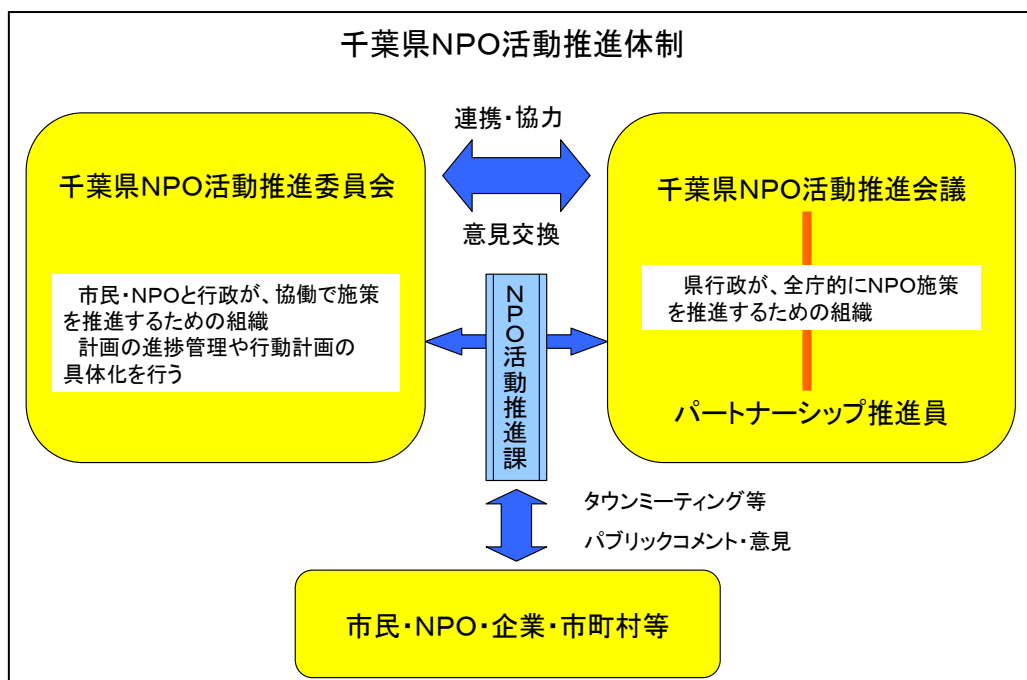 千葉県NPO活動推進体制
連携・協力
千葉県NPO活動推進委員会
千葉県NPO活動推進会議
意見交換
市民・NPOと行政が、協働で施策
を推進するための組織
計画の進捗管理や行動計画の
具体化を行う
NPO活動推進課
県行政が、全庁的にNPO施策
を推進するための組織
パートナーシップ推進員
タウンミーティング等
パブリックコメント・意見
市民・NPO・企業・市町村等